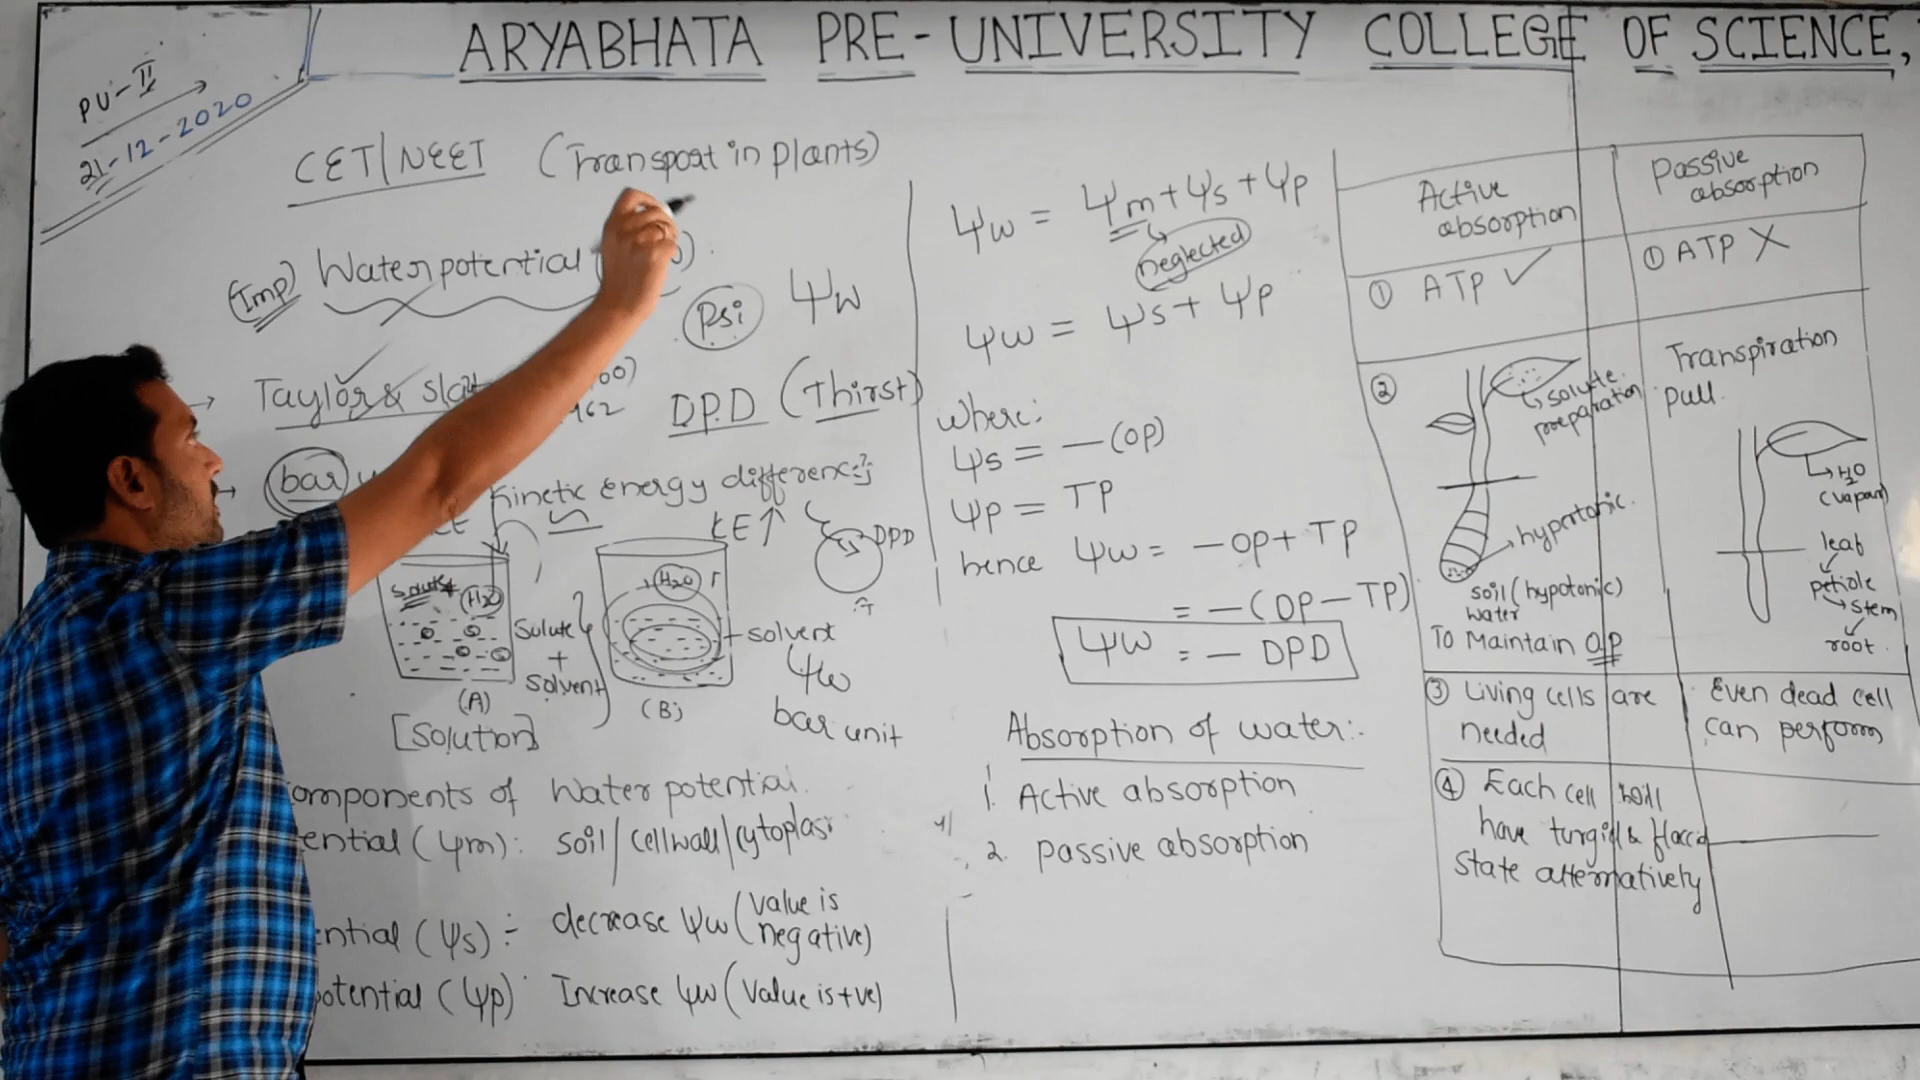 ARYABHATA PRE-UNIVERSITY COLLEGE OF SCIENCE,
PU-II
21-12-2020
CET/NEET (Transport in plants)
(Imp) Water potential
Psi Ψw
Taylor &
DPD (Thirst)
bar
Kinetic energy difference
KE↑
DPD
Solute
H2O
Solute
+
solvent
(A)
[Solution]
H2O
solvent
(B)
Ψw
bar unit
omponents of Water potential.
ential (Ψm): soil/cellwall/cytoplas
ential (Ψs) :- decrease Ψw (value is
negative)
potential (Ψp) Increase Ψw (value is +ve)
Ψw = Ψm + Ψs + Ψp
neglected
Ψw = Ψs + Ψp
where:
Ψs = -(OP)
Ψp = TP
hence Ψw = -OP + TP
= -(OP - TP)
Ψw = - DPD
Absorption of water:-
1. Active absorption
2. passive absorption
Active
absorption
Passive
absorption
① ATP ✓
① ATP X
②
solute
preparation
hypertonic.
soil (hypotonic)
water
To Maintain OP
Transpiration
pull.
H2O
(vapar)
leaf
petiole
stem
root.
③ Living cells are
needed
Even dead cell
can perform
④ Each cell will
have turgid & flaccid
state alternatively